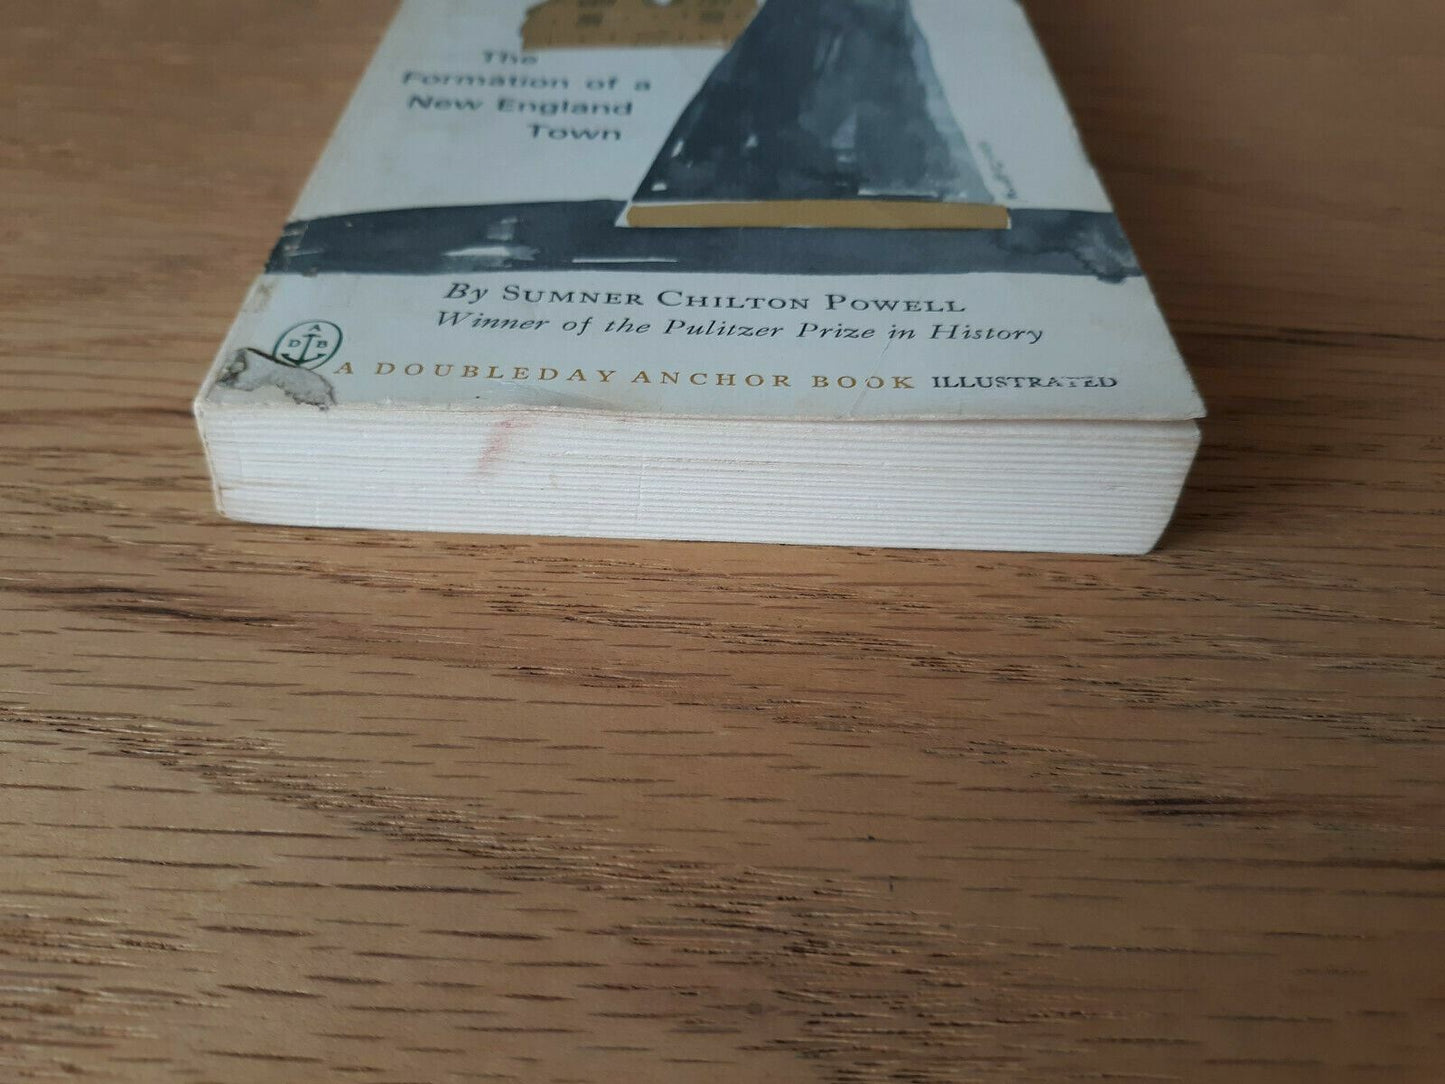 The
Formation of a
New England
Town
By SUMNER CHILTON POWELL
Winner of the Pulitzer Prize in History
A
D B
A DOUBLEDAY ANCHOR BOOK ILLUSTRATED